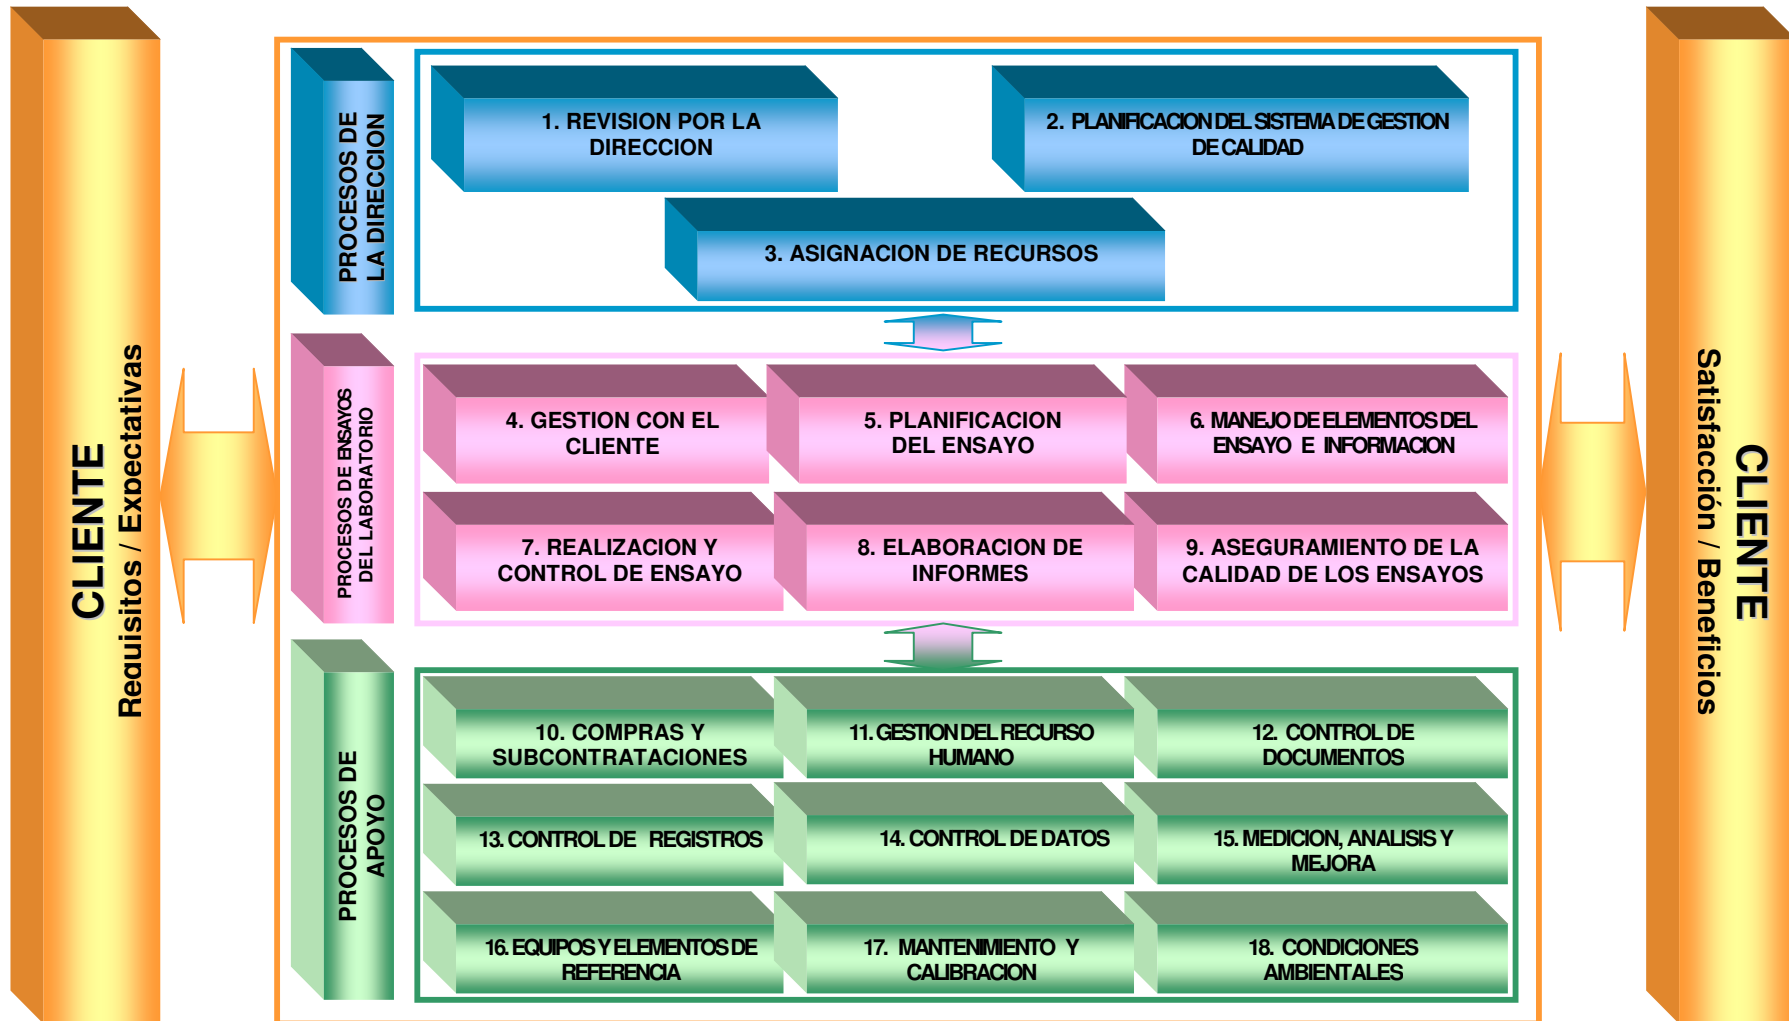 CLIENTE
Requisitos / Expectativas
PROCESOS DE
LA DIRECCION
1. REVISION POR LA
DIRECCION
2. PLANIFICACION DEL SISTEMA DE GESTION
DE CALIDAD
3. ASIGNACION DE RECURSOS
PROCESOS DE ENSAYOS
DEL LABORATORIO
4. GESTION CON EL
CLIENTE
5. PLANIFICACION
DEL ENSAYO
6. MANEJO DE ELEMENTOS DEL
ENSAYO E INFORMACION
7. REALIZACION Y
CONTROL DE ENSAYO
8. ELABORACION DE
INFORMES
9. ASEGURAMIENTO DE LA
CALIDAD DE LOS ENSAYOS
PROCESOS DE
APOYO
10. COMPRAS Y
SUBCONTRATACIONES
11. GESTION DEL RECURSO
HUMANO
12. CONTROL DE
DOCUMENTOS
13. CONTROL DE REGISTROS
14. CONTROL DE DATOS
15. MEDICION, ANALISIS Y
MEJORA
16. EQUIPOS Y ELEMENTOS DE
REFERENCIA
17. MANTENIMIENTO Y
CALIBRACION
18. CONDICIONES
AMBIENTALES
CLIENTE
Satisfacción / Beneficios